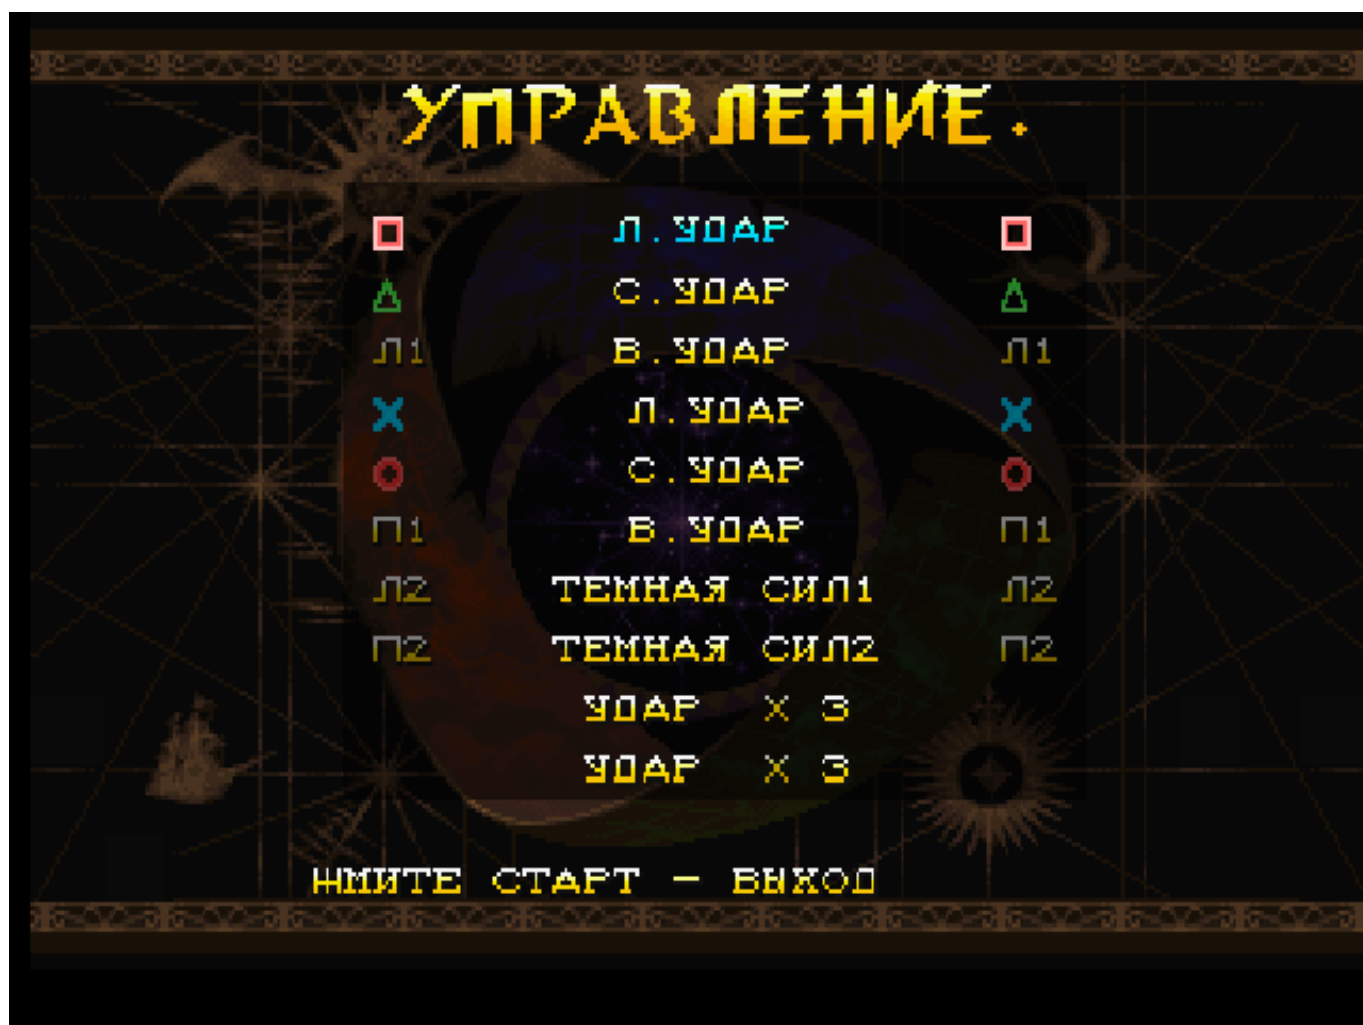 УПРАВЛЕНИЕ.
Л.УДАР
С.УДАР
Л1 В.УДАР Л1
Л.УДАР
С.УДАР
П1 В.УДАР П1
Л2 ТЕМНАЯ СИЛ1 Л2
П2 ТЕМНАЯ СИЛ2 П2
УДАР X 3
УДАР X 3
ЖМИТЕ СТАРТ - ВЫХОД